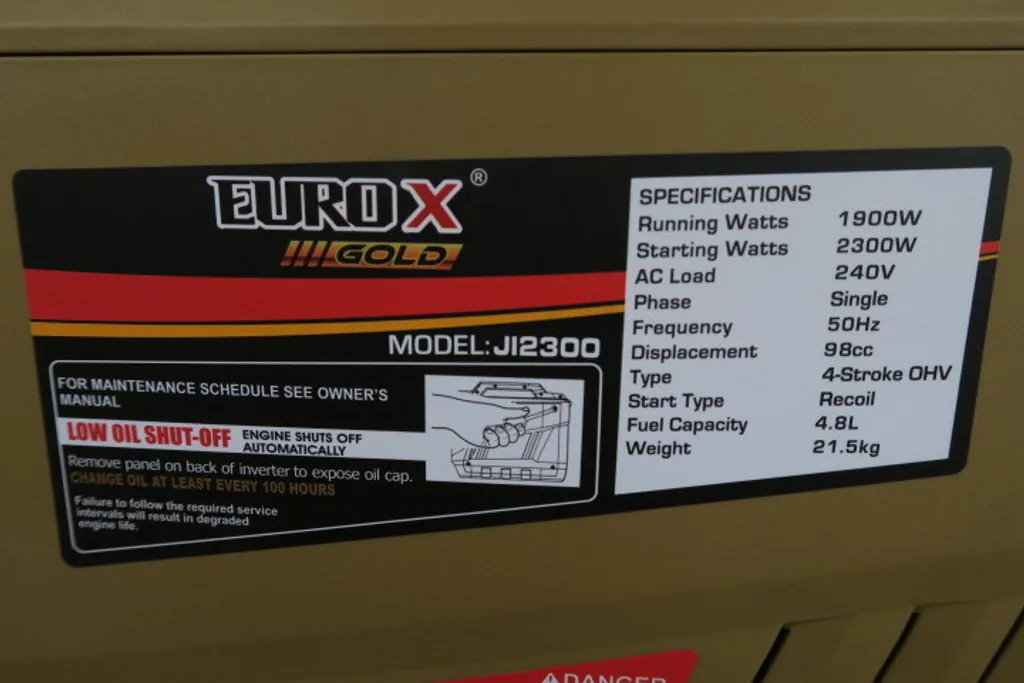 EUROX®
GOLD
MODEL: JI2300
FOR MAINTENANCE SCHEDULE SEE OWNER'S
MANUAL
LOW OIL SHUT-OFF ENGINE SHUTS OFF
AUTOMATICALLY
Remove panel on back of inverter to expose oil cap.
CHANGE OIL AT LEAST EVERY 100 HOURS
Failure to follow the required service
intervals will result in degraded
engine life.
SPECIFICATIONS
Running Watts 1900W
Starting Watts 2300W
AC Load 240V
Phase Single
Frequency 50Hz
Displacement 98cc
Type 4-Stroke OHV
Start Type Recoil
Fuel Capacity 4.8L
Weight 21.5kg
DANGER